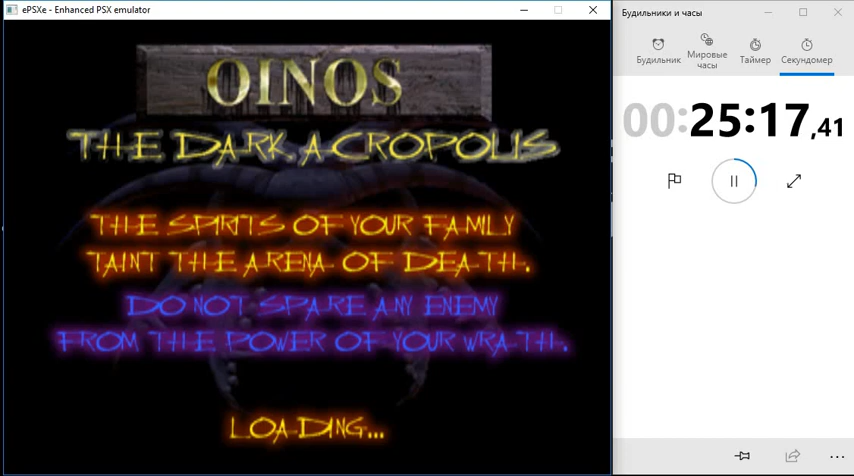 ePSXe - Enhanced PSX emulator
OINOS
THE DARK ACROPOLIS
THE SPIRITS OF YOUR FAMILY
TAINT THE ARENA OF DEATH.
DO NOT SPARE ANY ENEMY
FROM THE POWER OF YOUR WRATH.
LOADING...
Будильники и часы
Будильник
Мировые
часы
Таймер
Секундомер
00:25:17,41